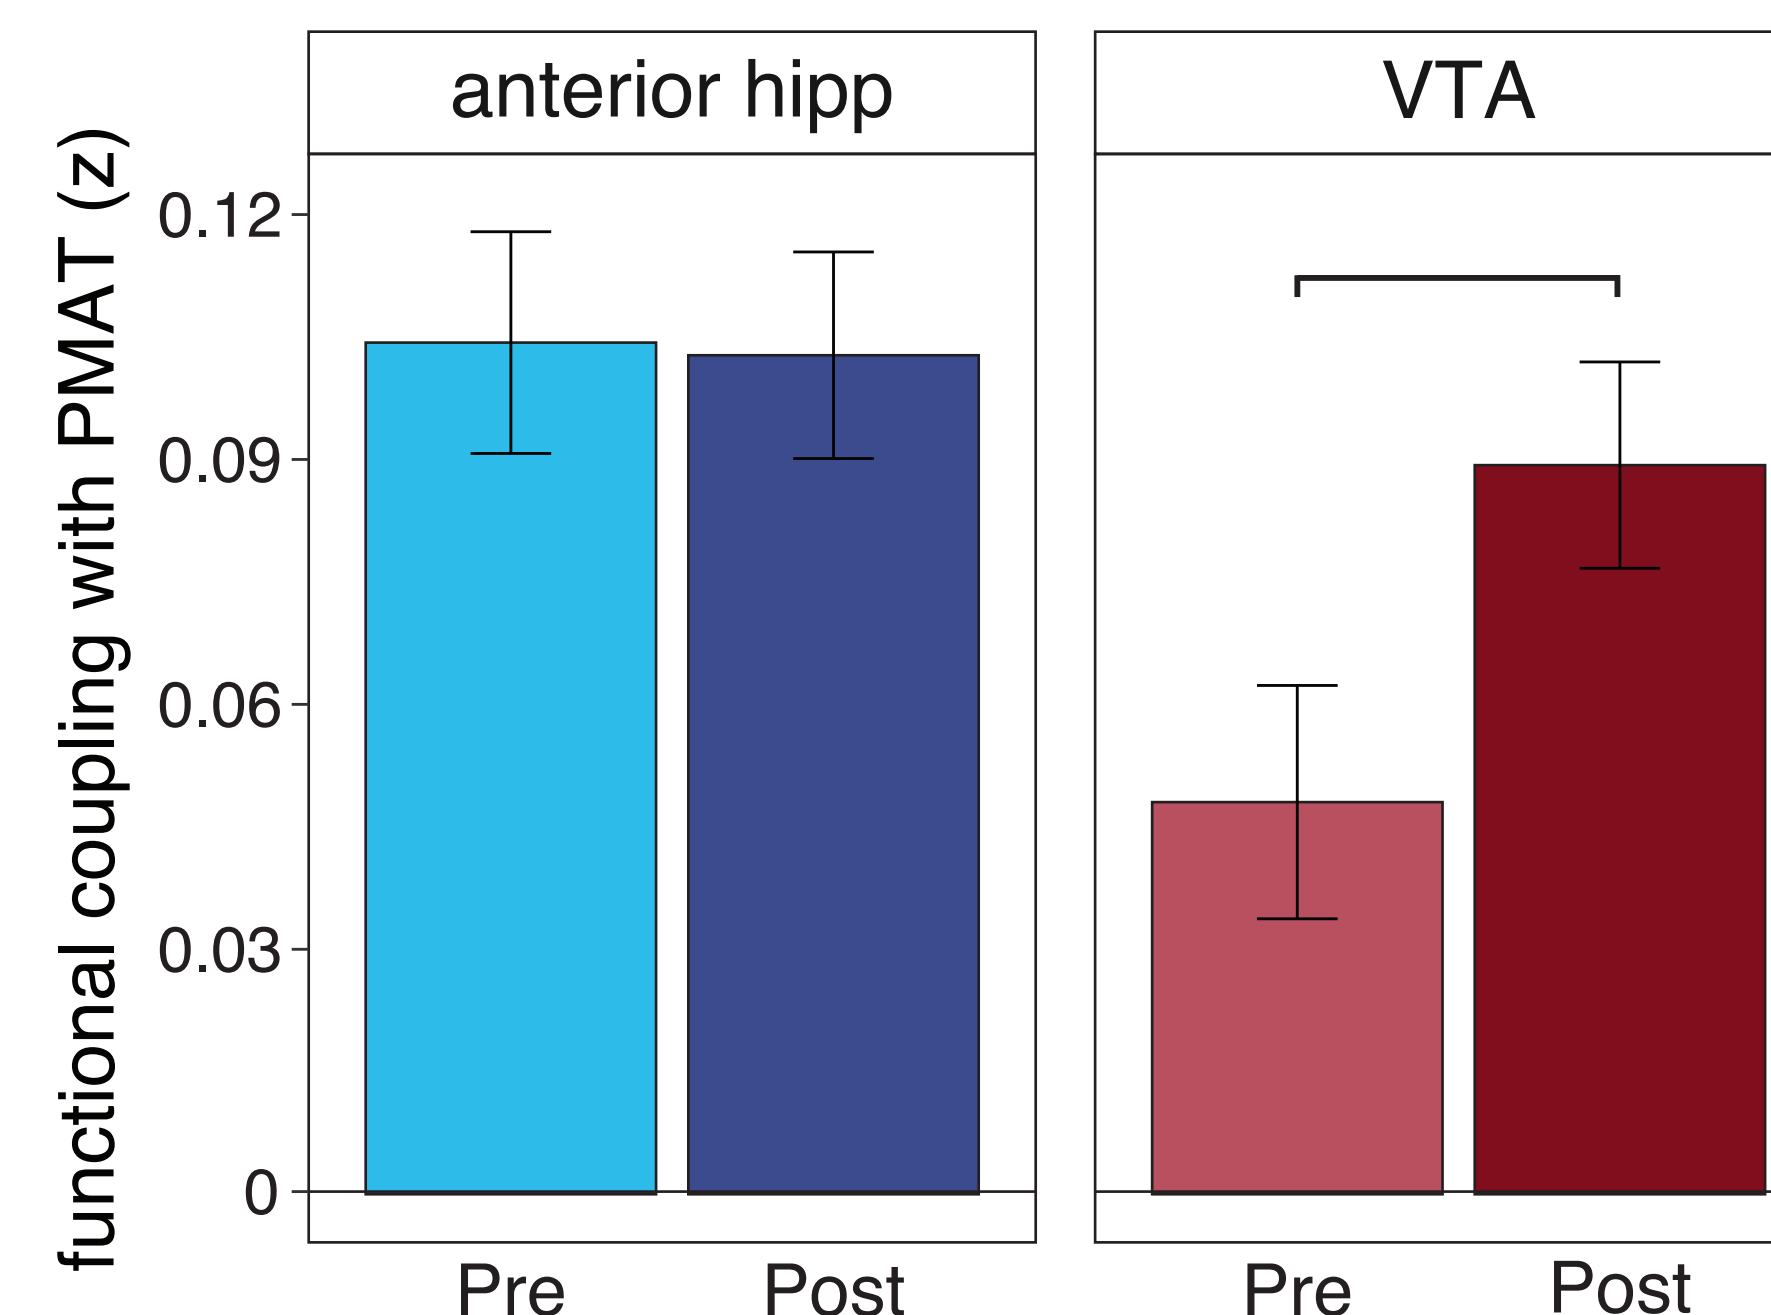 anterior hipp
VTA
functional coupling with PMAT (z)
0.12
0.09
0.06
0.03
0
Pre
Post
Pre
Post